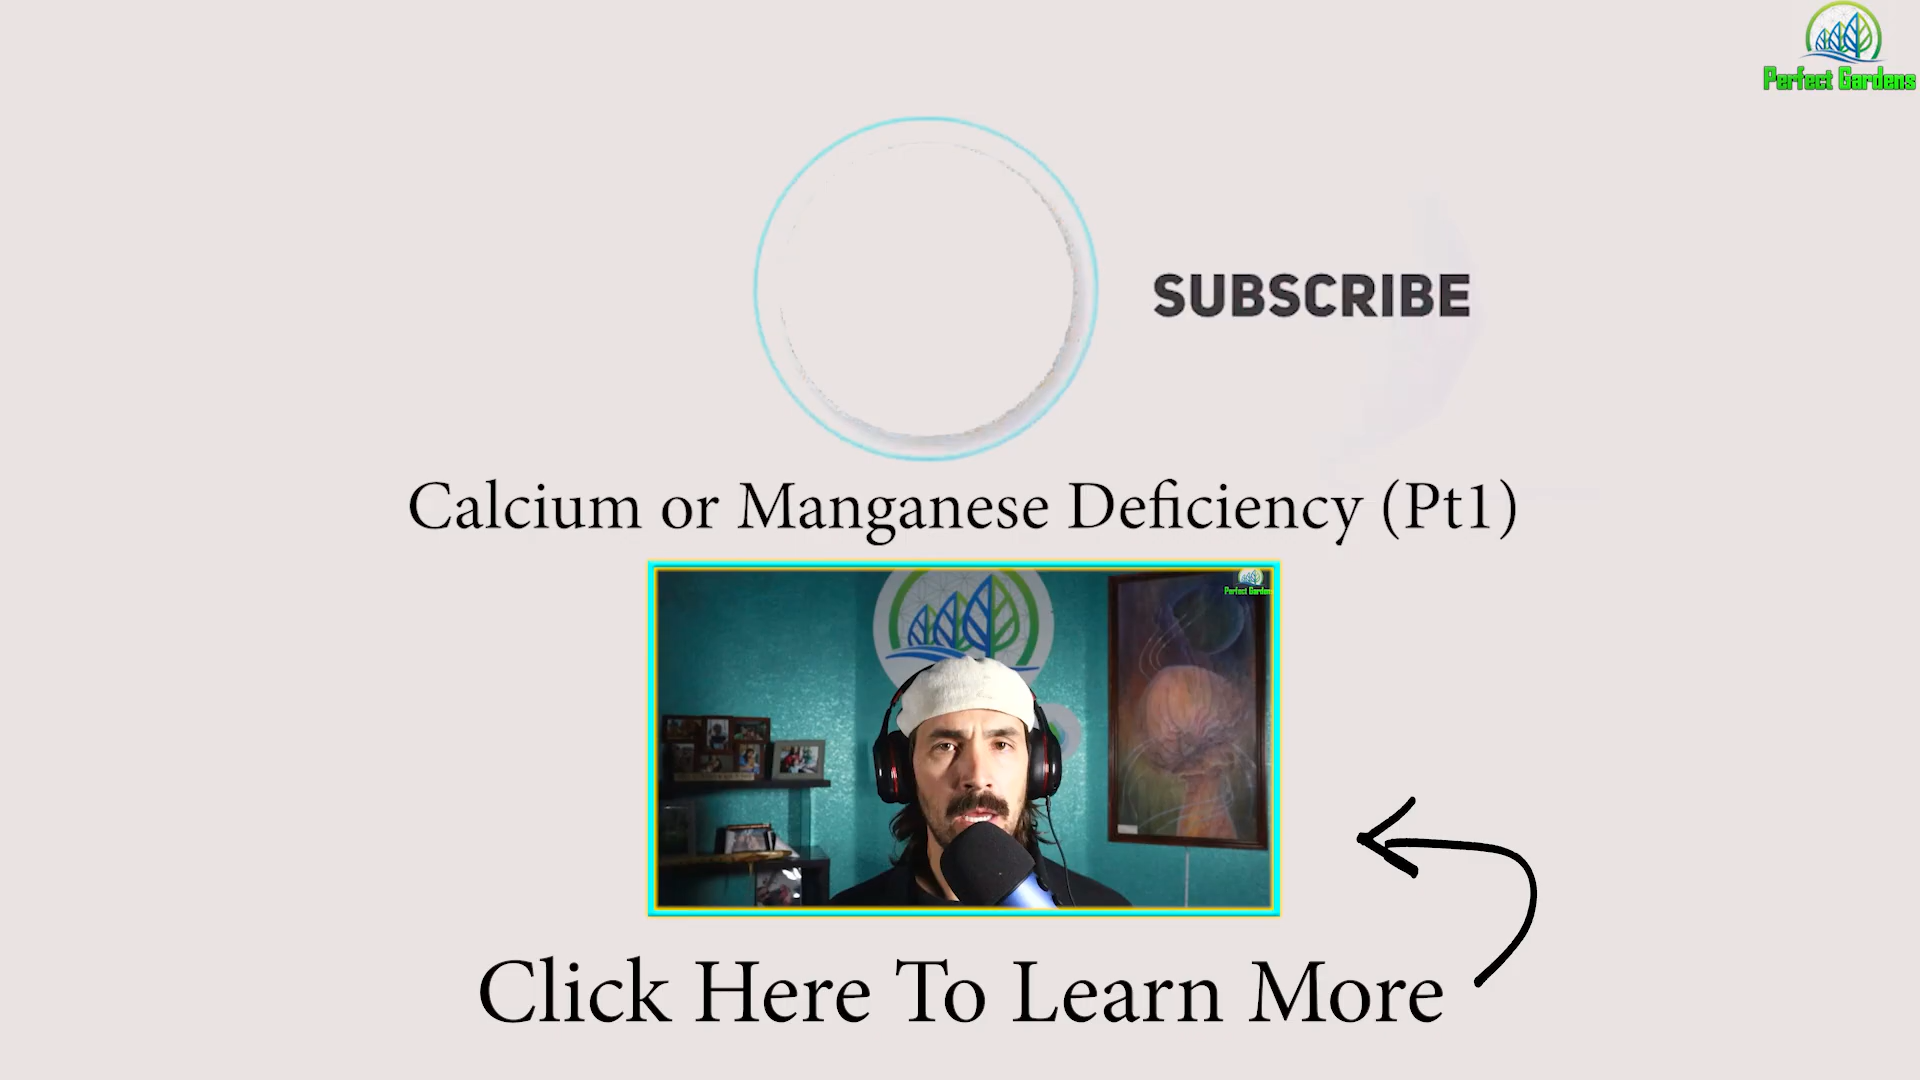 Perfect Gardens
SUBSCRIBE
Calcium or Manganese Deficiency (Pt1)
Perfect Gardens
Click Here To Learn More